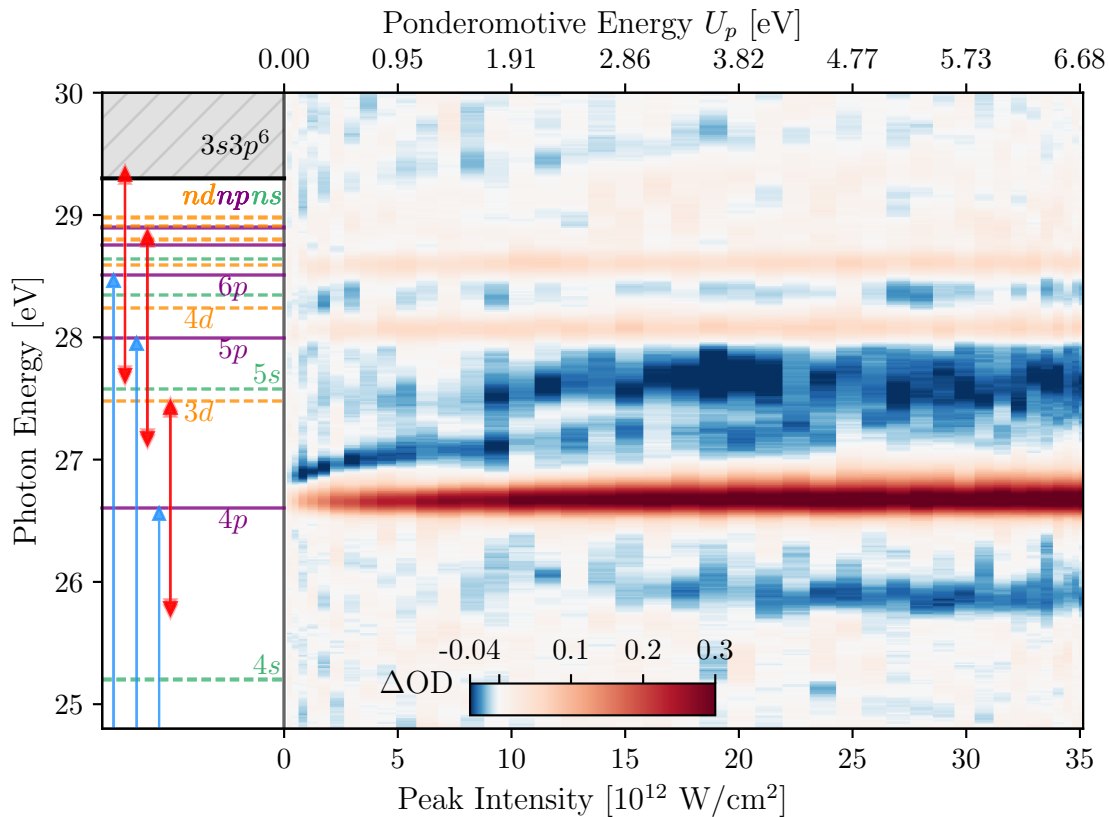 Ponderomotive Energy U_p [eV]
0.00 0.95 1.91 2.86 3.82 4.77 5.73 6.68
30
29
28
27
26
25
Photon Energy [eV]
3s3p^6
nd np ns
6p
4d
5p
5s
3d
4p
4s
-0.04 0.1 0.2 0.3
ΔOD
0 5 10 15 20 25 30 35
Peak Intensity [10^12 W/cm^2]